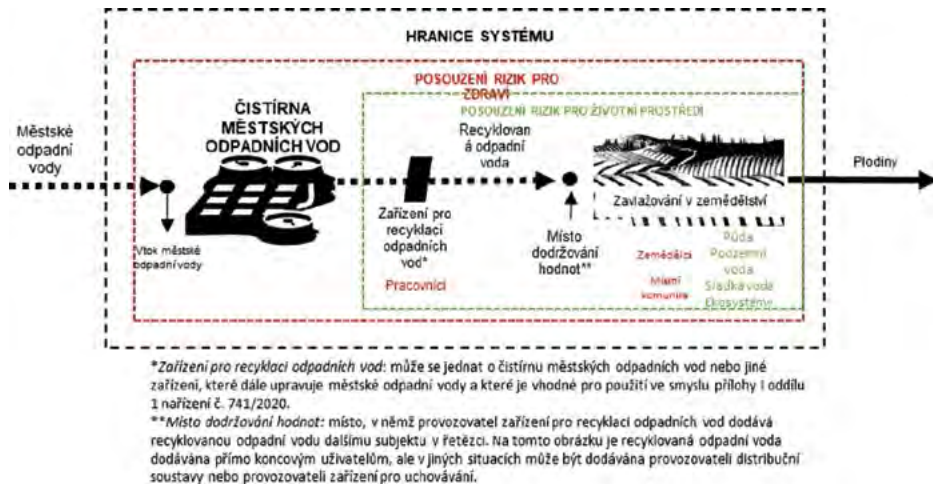 HRANICE SYSTÉMU
POSOUZENÍ RIZIK PRO
ZDRAVÍ
POSOUZENÍ RIZIK PRO ŽIVOTNÍ PROSTŘEDÍ
Městské
odpadní
vody
Vtok městské
odpadní vody
ČISTÍRNA
MĚSTSKÝCH
ODPADNÍCH VOD
Zařízení pro
recyklaci
odpadních
vod*
Pracovníci
Recyklovan
á odpadní
voda
Místo
dodržování
hodnot**
Zavlažování v zemědělství
Zemědělci
Místní
komunita
Půda
Podzemní
voda
Sladká voda
Ekosystémy
Plodiny
*Zařízení pro recyklaci odpadních vod: může se jednat o čistírnu městských odpadních vod nebo jiné
zařízení, které dále upravuje městské odpadní vody a které je vhodné pro použití ve smyslu přílohy I oddílu
1 nařízení č. 741/2020.
**Místo dodržování hodnot: místo, v němž provozovatel zařízení pro recyklaci odpadních vod dodává
recyklovanou odpadní vodu dalšímu subjektu v řetězci. Na tomto obrázku je recyklovaná odpadní voda
dodávána přímo koncovým uživatelům, ale v jiných situacích může být dodávána provozovateli distribuční
soustavy nebo provozovateli zařízení pro uchovávání.